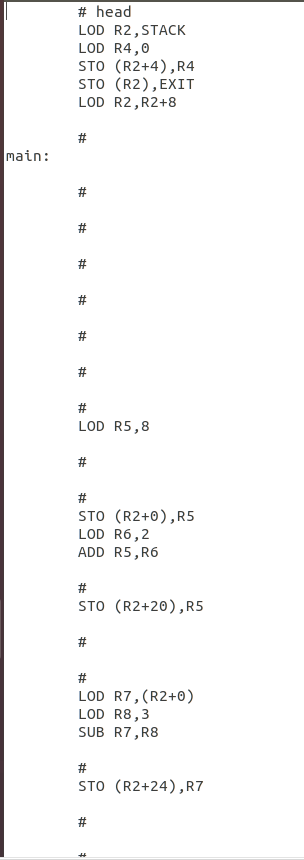 # head
LOD R2,STACK
LOD R4,0
STO (R2+4),R4
STO (R2),EXIT
LOD R2,R2+8
#
main:
#
#
#
#
#
#
#
LOD R5,8
#
#
STO (R2+0),R5
LOD R6,2
ADD R5,R6
#
STO (R2+20),R5
#
#
LOD R7,(R2+0)
LOD R8,3
SUB R7,R8
#
STO (R2+24),R7
#
#